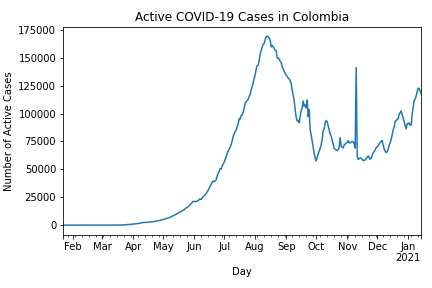 Active COVID-19 Cases in Colombia
175000
150000
125000
100000
75000
50000
25000
0
Number of Active Cases
Feb Mar Apr May Jun Jul Aug Sep Oct Nov Dec Jan
2021
Day